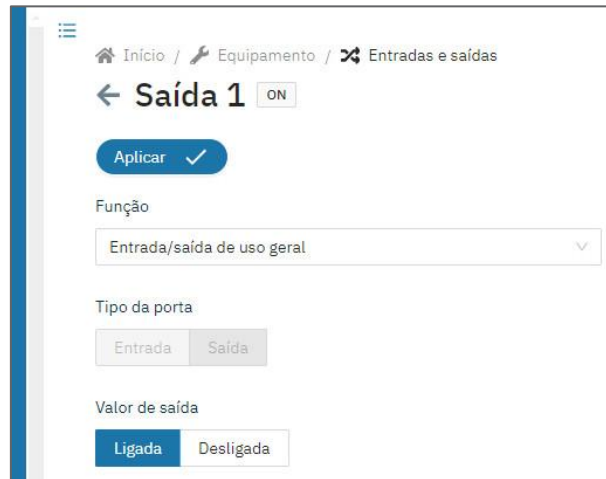 Início / Equipamento / Entradas e saídas
Saída 1 ON
Aplicar
Função
Entrada/saída de uso geral
Tipo da porta
Entrada Saída
Valor de saída
Ligada Desligada